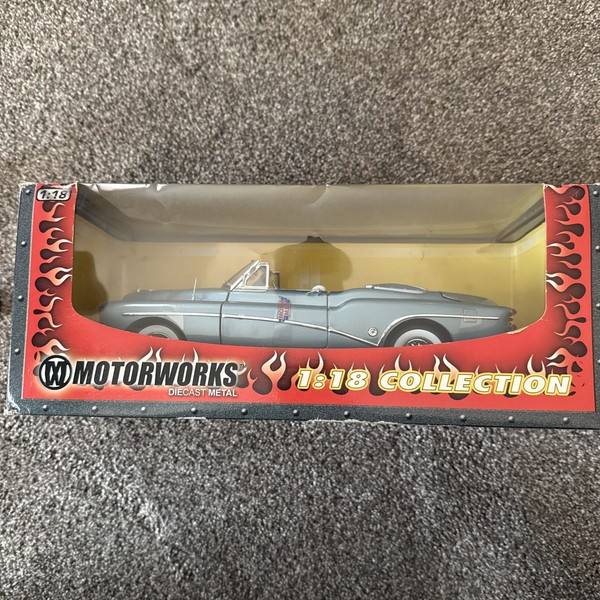 1:18
MOTORWORKS
DIECAST METAL
1:18 COLLECTION